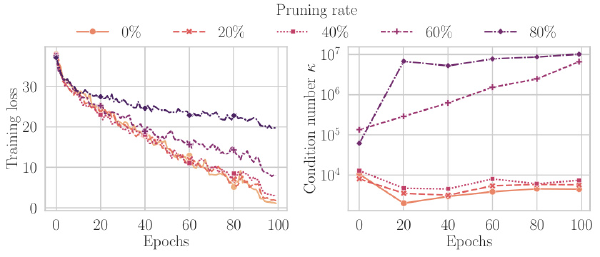 Pruning rate
0% 20% 40% 60% 80%
Training loss
30
20
10
0
0 20 40 60 80 100
Epochs
Condition number κ
10^7
10^6
10^5
10^4
0 20 40 60 80 100
Epochs